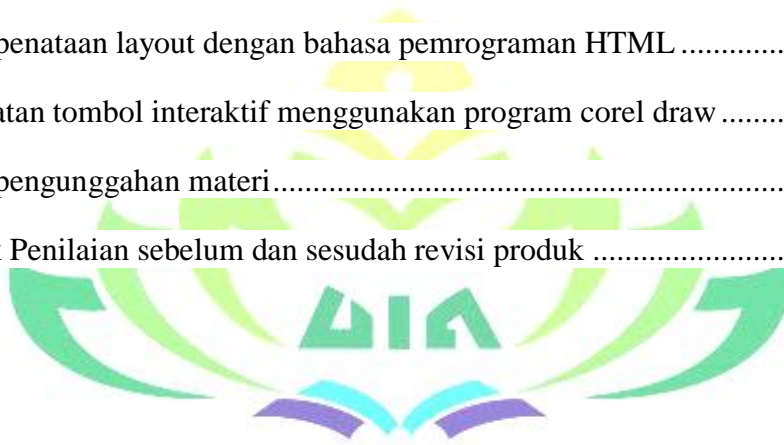 penataan layout dengan bahasa pemrograman HTML .............
tan tombol interaktif menggunakan program corel draw ........
pengunggahan materi................................................................
Penilaian sebelum dan sesudah revisi produk ........................
UIN